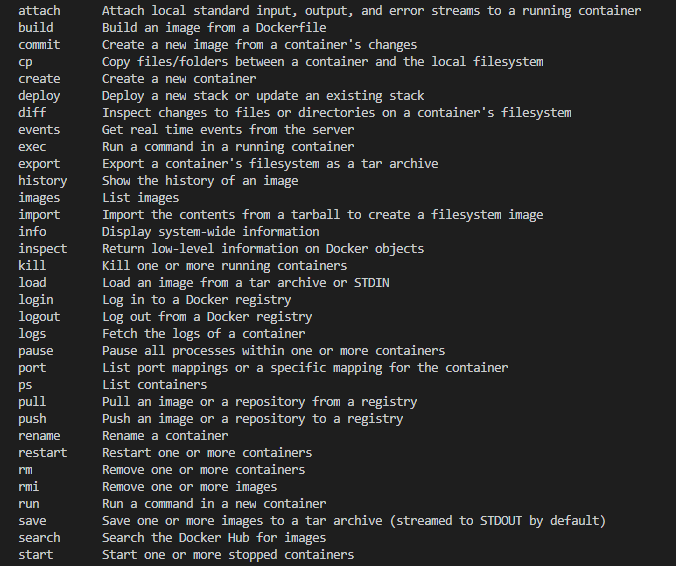 attach Attach local standard input, output, and error streams to a running container
build Build an image from a Dockerfile
commit Create a new image from a container's changes
cp Copy files/folders between a container and the local filesystem
create Create a new container
deploy Deploy a new stack or update an existing stack
diff Inspect changes to files or directories on a container's filesystem
events Get real time events from the server
exec Run a command in a running container
export Export a container's filesystem as a tar archive
history Show the history of an image
images List images
import Import the contents from a tarball to create a filesystem image
info Display system-wide information
inspect Return low-level information on Docker objects
kill Kill one or more running containers
load Load an image from a tar archive or STDIN
login Log in to a Docker registry
logout Log out from a Docker registry
logs Fetch the logs of a container
pause Pause all processes within one or more containers
port List port mappings or a specific mapping for the container
ps List containers
pull Pull an image or a repository from a registry
push Push an image or a repository to a registry
rename Rename a container
restart Restart one or more containers
rm Remove one or more containers
rmi Remove one or more images
run Run a command in a new container
save Save one or more images to a tar archive (streamed to STDOUT by default)
search Search the Docker Hub for images
start Start one or more stopped containers